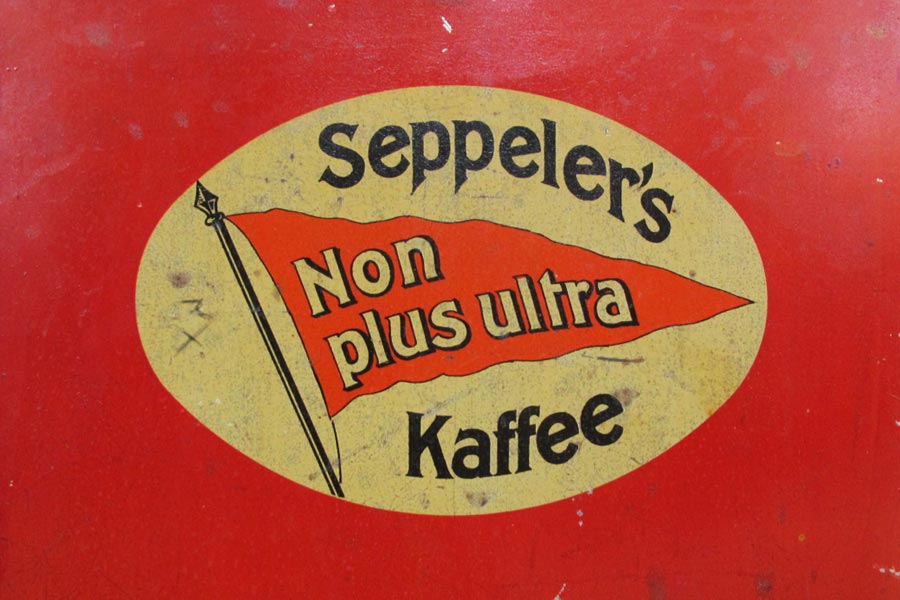 Seppeler's
Non
plus ultra
Kaffee